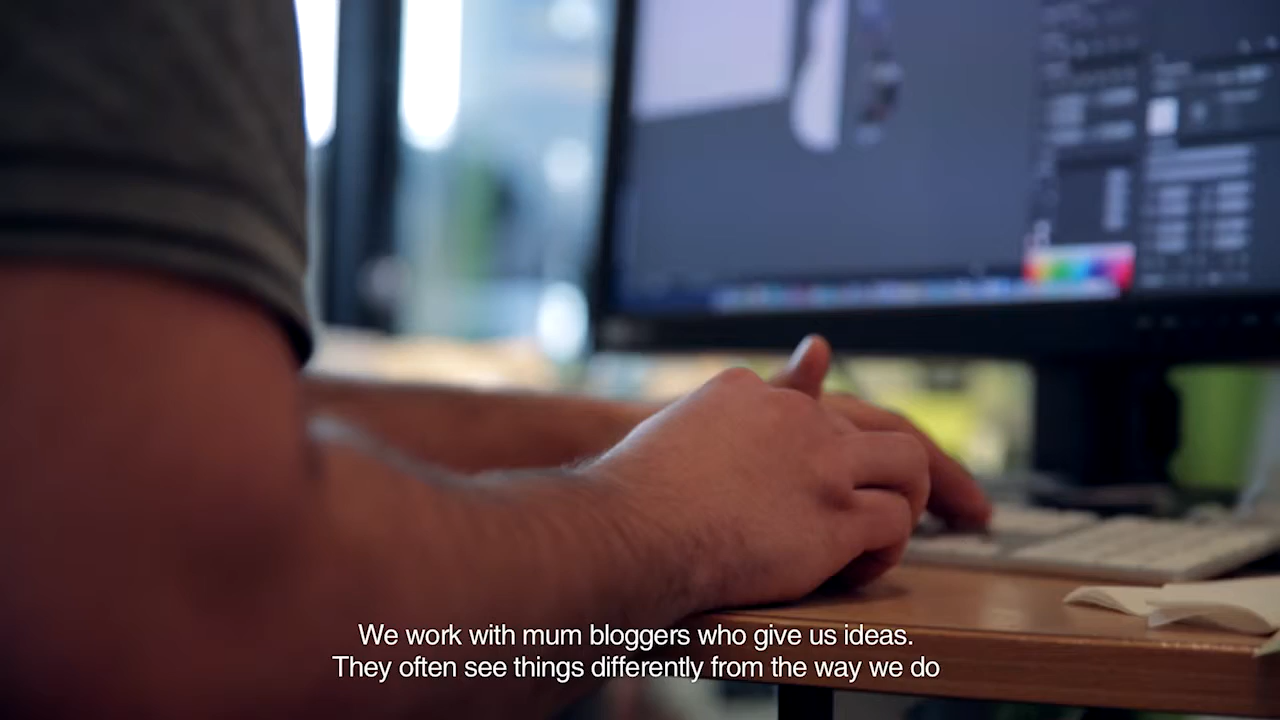 We work with mum bloggers who give us ideas.
They often see things differently from the way we do